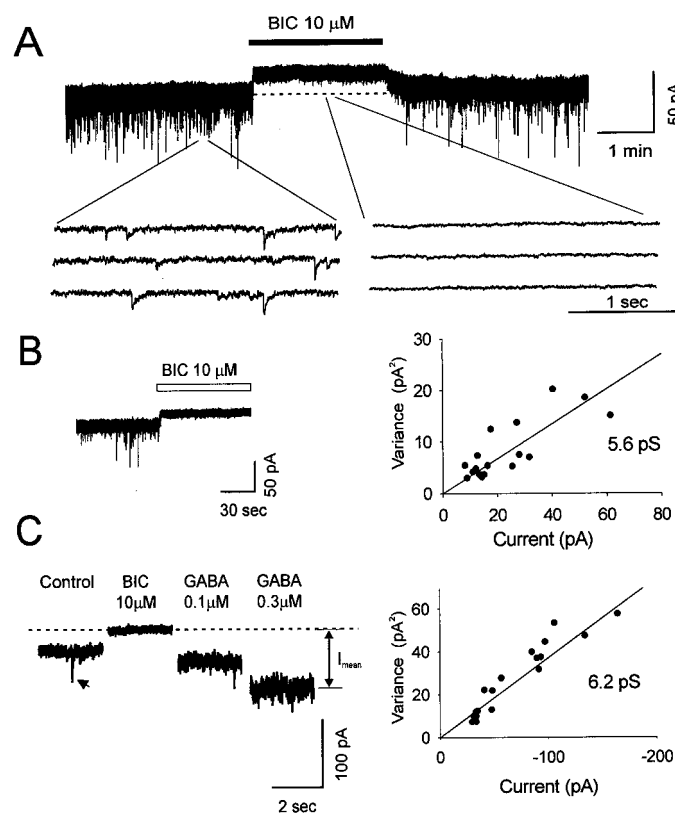 A
BIC 10 μM
50 pA
1 min
1 sec
B
BIC 10 μM
50 pA
30 sec
30
20
10
0
Variance (pA²)
5.6 pS
0 20 40 60 80
Current (pA)
C
Control
BIC
10μM
GABA
0.1μM
GABA
0.3μM
Imean
100 pA
2 sec
60
40
20
0
Variance (pA²)
6.2 pS
0 -100 -200
Current (pA)